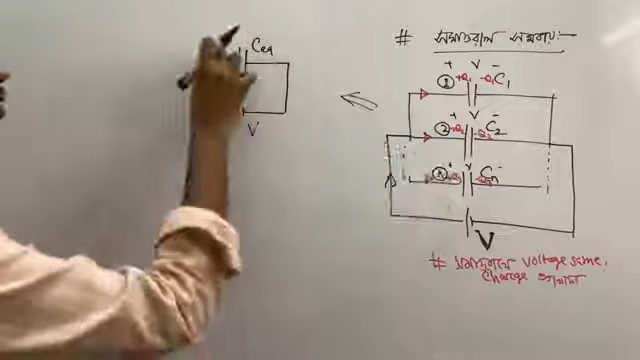 # সমান্তরাল সমবায়:-
Ceq
V
+ V -
① +Q₁ -Q₁ C₁
+ V -
② +Q₂ -Q₂ C₂
+ V -
ⓝ Cn
V
# সমান্তরালে voltage same,
charge আলাদা